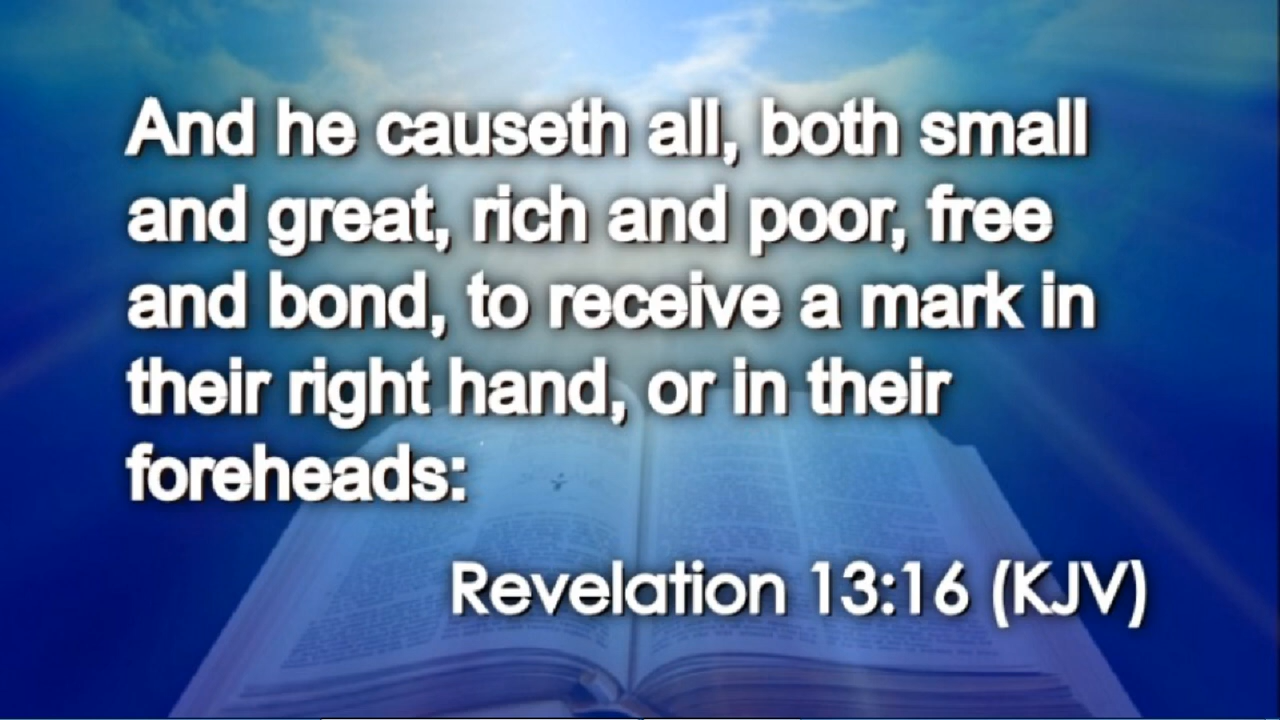 And he causeth all, both small
and great, rich and poor, free
and bond, to receive a mark in
their right hand, or in their
foreheads:
Revelation 13:16 (KJV)